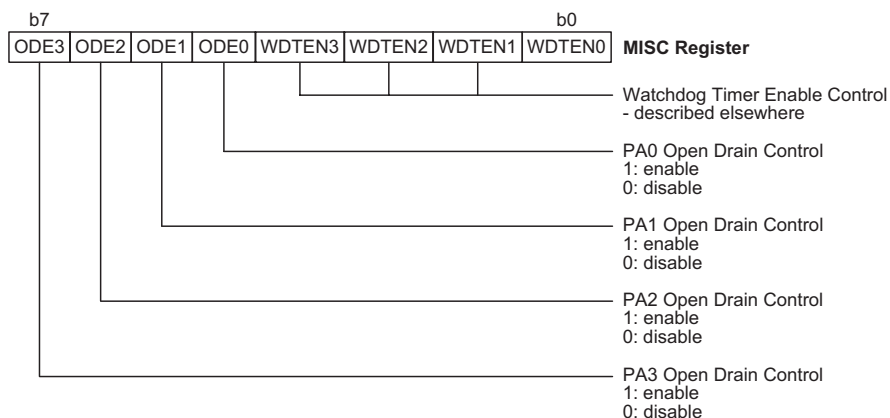 b7 b0
ODE3 ODE2 ODE1 ODE0 WDTEN3 WDTEN2 WDTEN1 WDTEN0 MISC Register
Watchdog Timer Enable Control
- described elsewhere
PA0 Open Drain Control
1: enable
0: disable
PA1 Open Drain Control
1: enable
0: disable
PA2 Open Drain Control
1: enable
0: disable
PA3 Open Drain Control
1: enable
0: disable